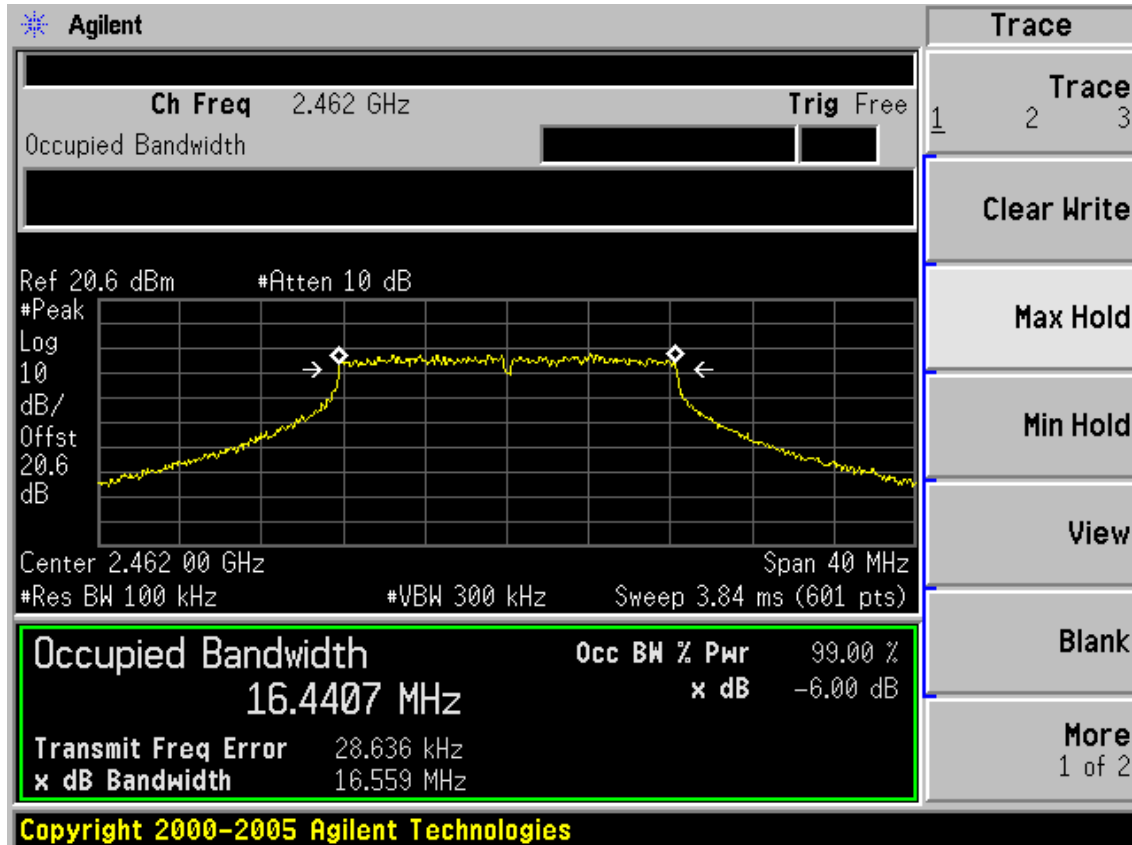 Agilent
Trace
Ch Freq 2.462 GHz Trig Free
Occupied Bandwidth
Trace
1 2 3
Clear Write
Max Hold
Min Hold
View
Blank
More
1 of 2
Ref 20.6 dBm #Atten 10 dB
#Peak
Log
10
dB/
Offst
20.6
dB
Center 2.462 00 GHz Span 40 MHz
#Res BW 100 kHz #VBW 300 kHz Sweep 3.84 ms (601 pts)
Occupied Bandwidth Occ BW % Pwr 99.00 %
16.4407 MHz x dB -6.00 dB
Transmit Freq Error 28.636 kHz
x dB Bandwidth 16.559 MHz
Copyright 2000-2005 Agilent Technologies